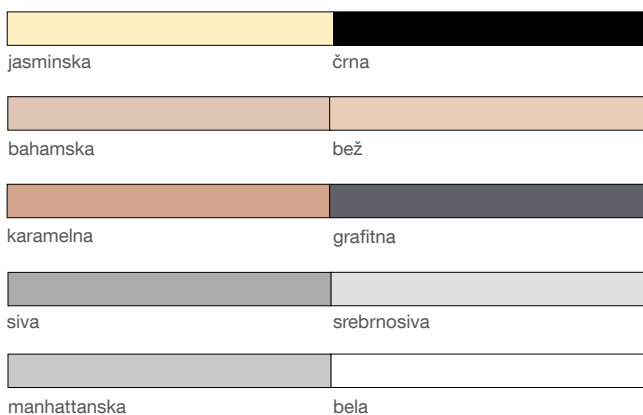 jasminska črna
bahamska bež
karamelna grafitna
siva srebrnosiva
manhattanska bela